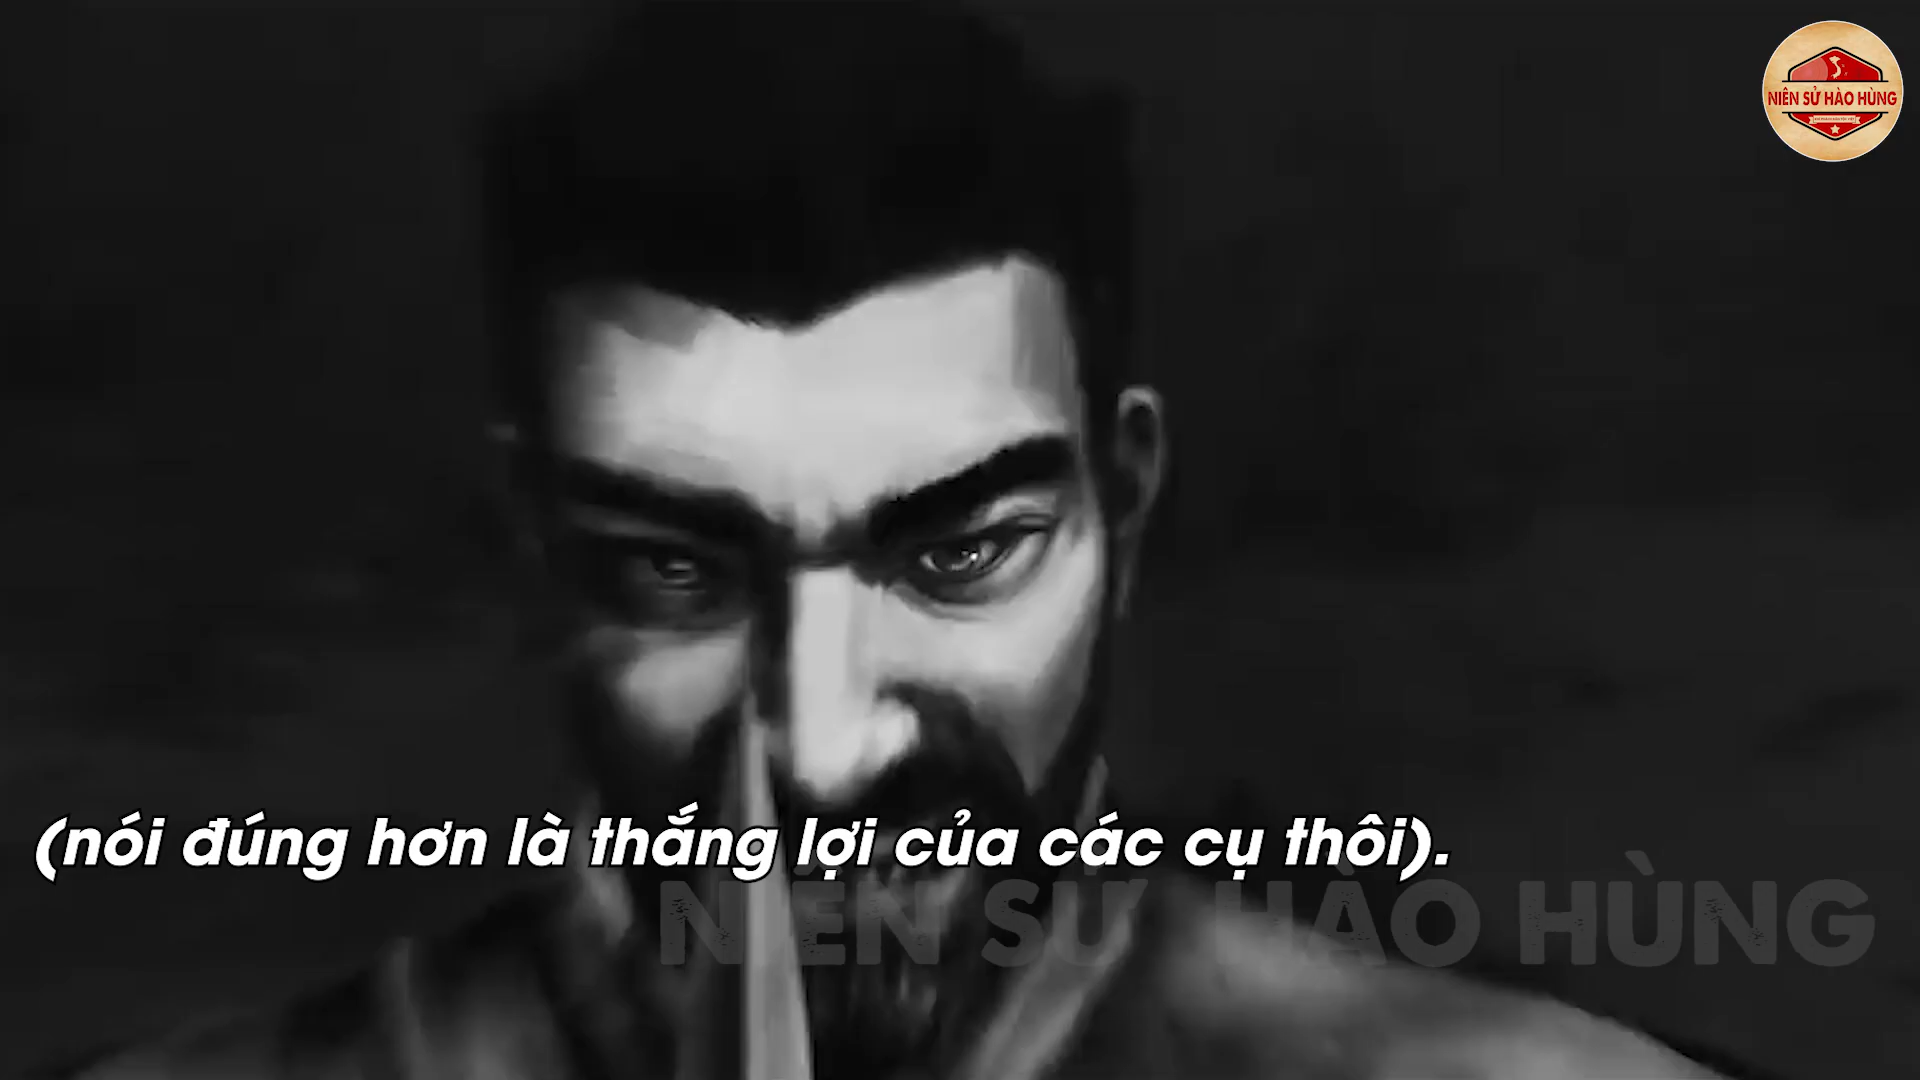 NIÊN SỬ HÀO HÙNG
(nói đúng hơn là thắng lợi của các cụ thôi).
NIÊN SỬ HÀO HÙNG